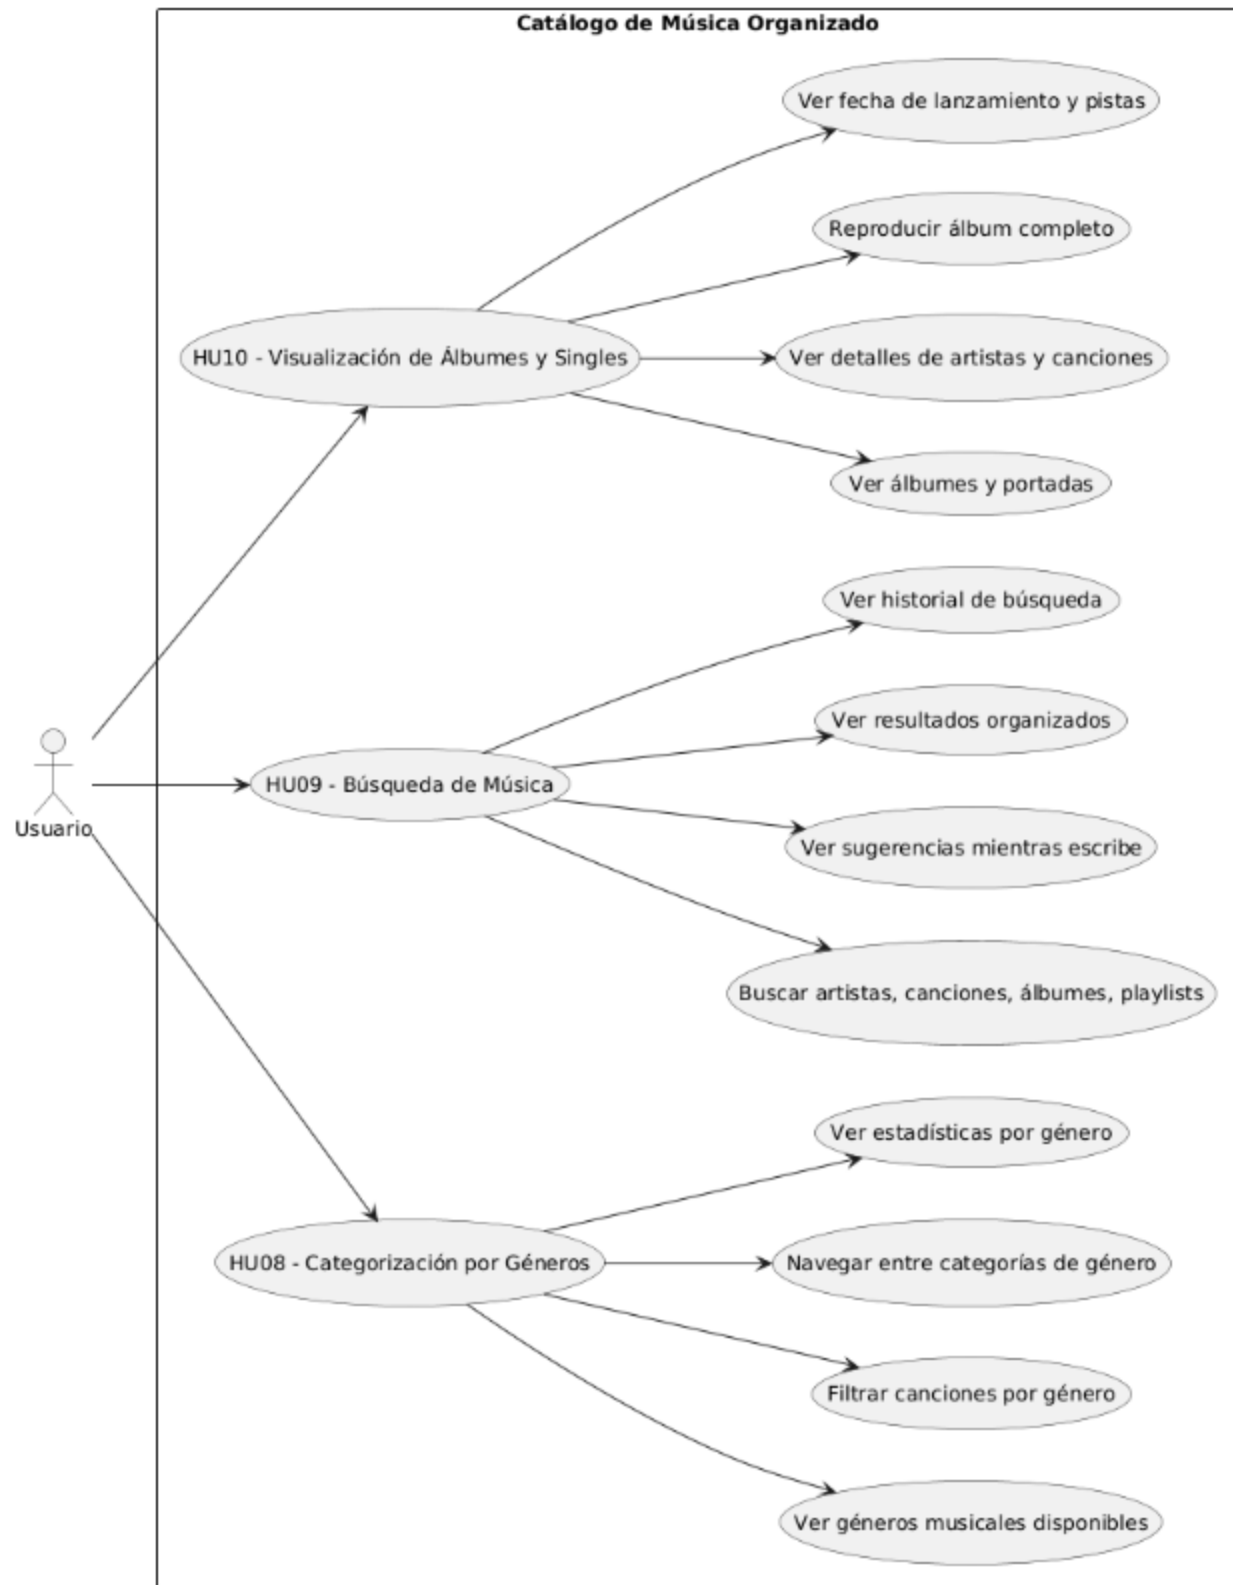 Catálogo de Música Organizado
Ver fecha de lanzamiento y pistas
Reproducir álbum completo
HU10 - Visualización de Álbumes y Singles
Ver detalles de artistas y canciones
Ver álbumes y portadas
Ver historial de búsqueda
Ver resultados organizados
HU09 - Búsqueda de Música
Usuario
Ver sugerencias mientras escribe
Buscar artistas, canciones, álbumes, playlists
Ver estadísticas por género
HU08 - Categorización por Géneros
Navegar entre categorías de género
Filtrar canciones por género
Ver géneros musicales disponibles